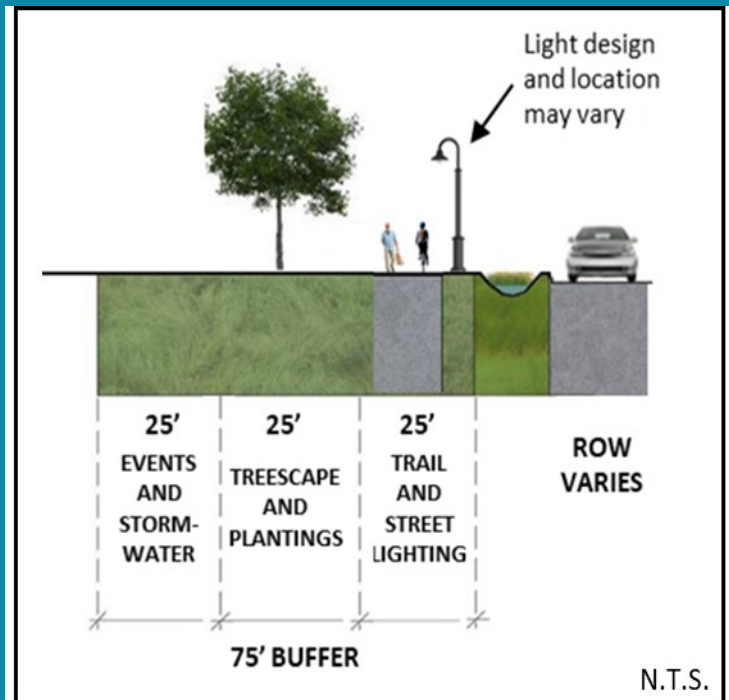 Light design
and location
may vary
25'
EVENTS
AND
STORM-
WATER
25'
TREESCAPE
AND
PLANTINGS
25'
TRAIL
AND
STREET
LIGHTING
ROW
VARIES
75' BUFFER
N.T.S.